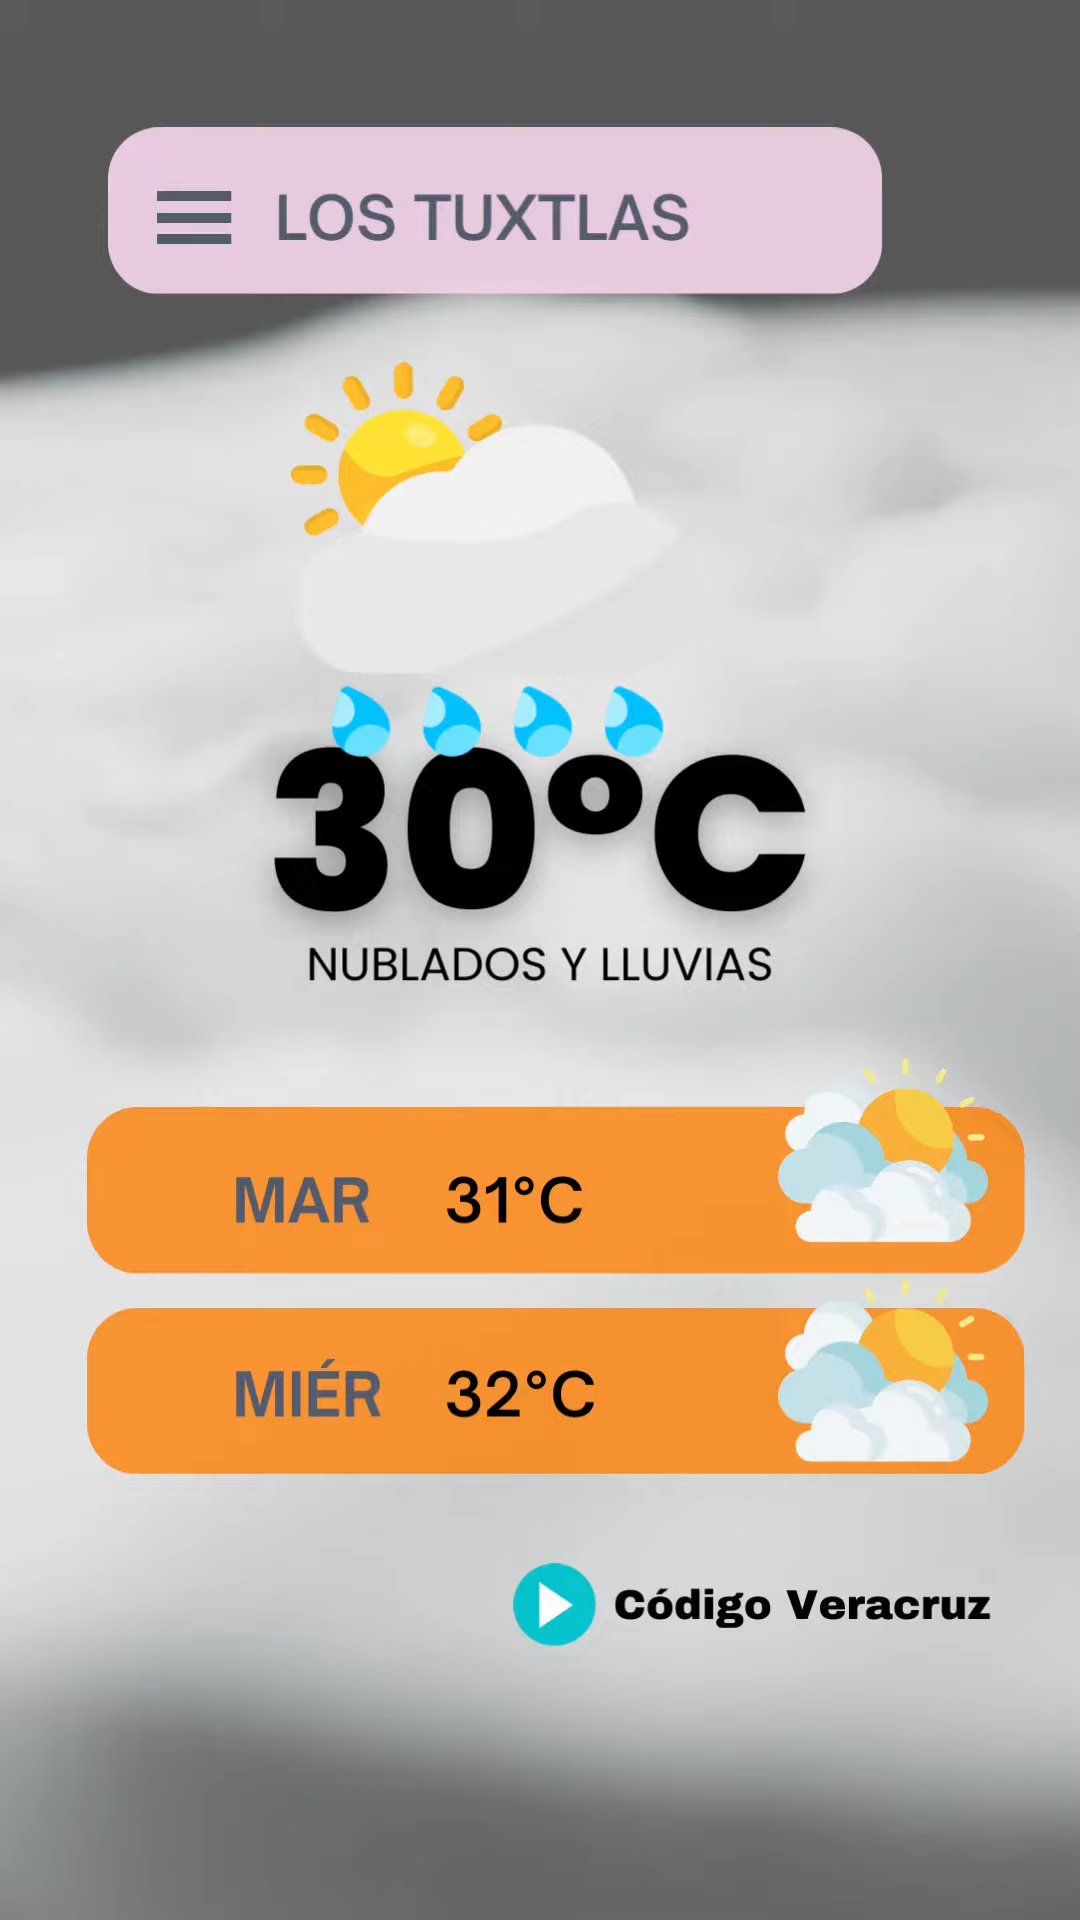 LOS TUXTLAS
30°C
NUBLADOS Y LLUVIAS
MAR 31°C
MIÉR 32°C
Código Veracruz